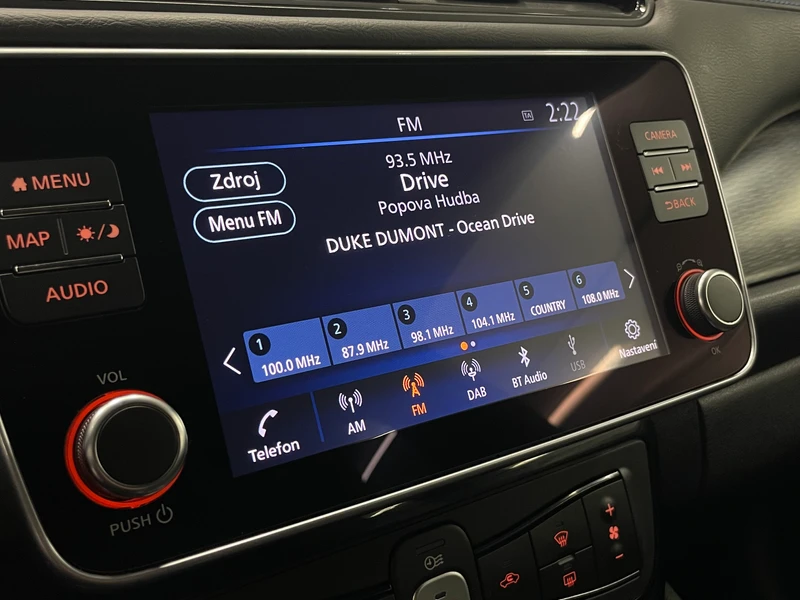 FM
TA
2:22
93.5 MHz
Drive
Popova Hudba
DUKE DUMONT - Ocean Drive
Zdroj
Menu FM
1 100.0 MHz
2 87.9 MHz
3 98.1 MHz
4 104.1 MHz
5 COUNTRY
6 108.0 MHz
Telefon
AM
FM
DAB
BT Audio
USB
Nastavení
MENU
MAP
AUDIO
VOL
PUSH
CAMERA
BACK
OK